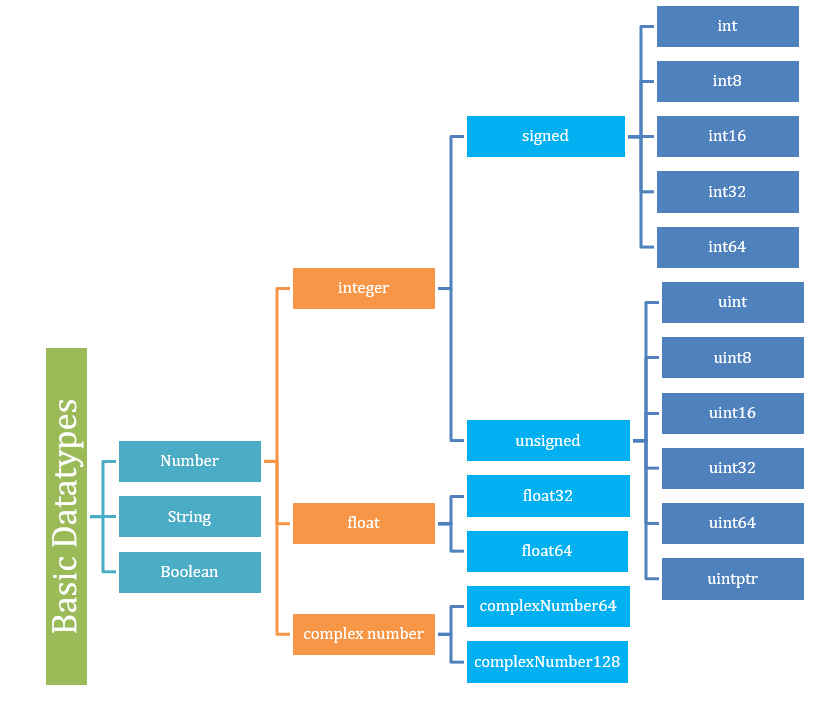 Basic Datatypes
Number
String
Boolean
integer
float
complex number
signed
unsigned
float32
float64
complexNumber64
complexNumber128
int
int8
int16
int32
int64
uint
uint8
uint16
uint32
uint64
uintptr